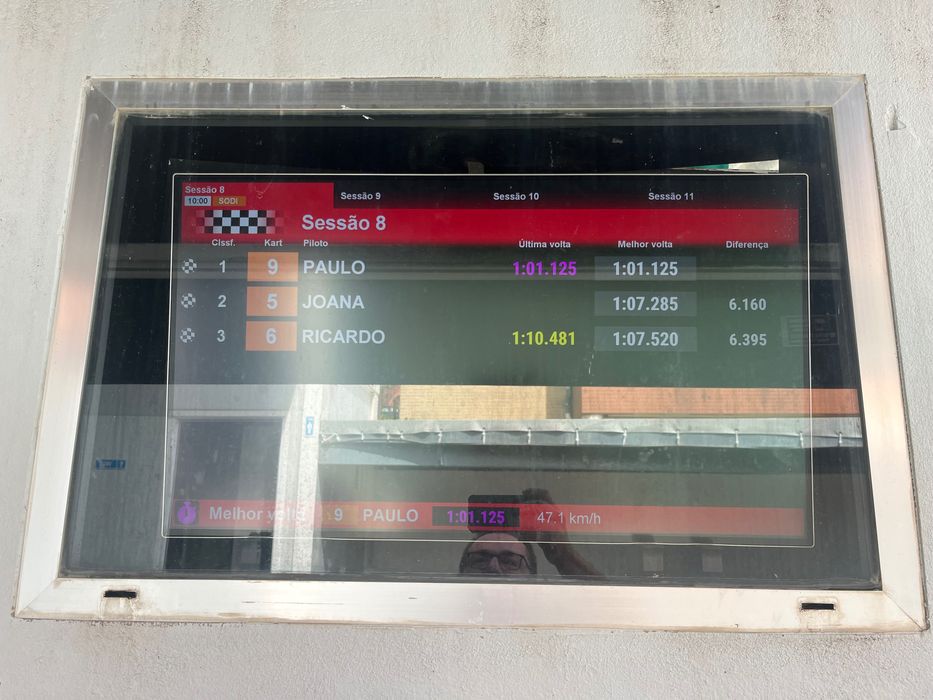 Sessão 8
10:00 SODI
Sessão 9 Sessão 10 Sessão 11
Sessão 8
Clssf. Kart Piloto Última volta Melhor volta Diferença
1 9 PAULO 1:01.125 1:01.125
2 5 JOANA 1:07.285 6.160
3 6 RICARDO 1:10.481 1:07.520 6.395
Melhor volta 9 PAULO 1:01.125 47.1 km/h